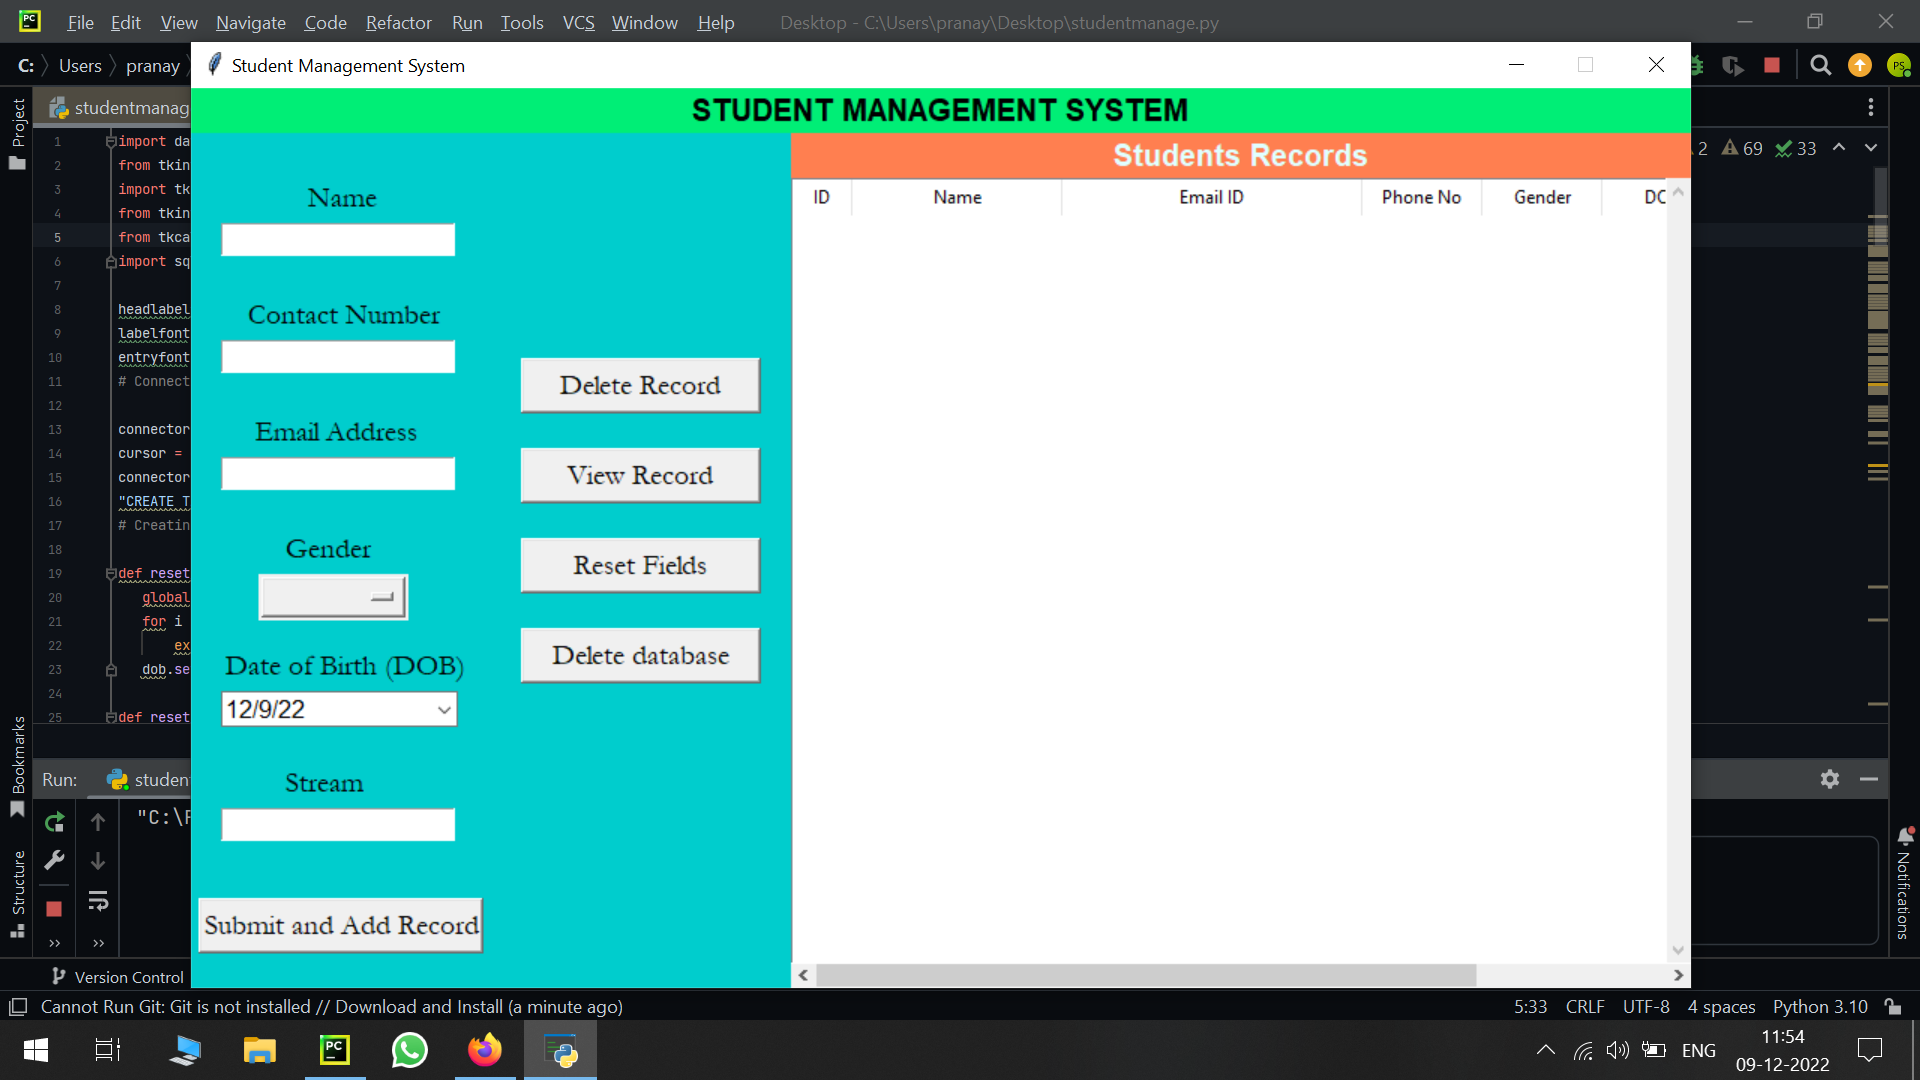 PC File Edit View Navigate Code Refactor Run Tools VCS Window Help Desktop - C:\Users\pranay\Desktop\studentmanage.py
C: Users pranay
Student Management System
PS
Project
studentmanag
STUDENT MANAGEMENT SYSTEM
Students Records
2 69 33
ID Name Email ID Phone No Gender DO
1 import da
2 from tkin
3 import tk
4 from tkin
5 from tkca
6 import sq
7
8 headlabel
9 labelfont
10 entryfont
11 # Connect
12
13 connector
14 cursor =
15 connector
16 "CREATE T
17 # Creatin
18
19 def reset
20 global
21 for i
22 ex
23 dob.se
24
25 def reset
Name
Contact Number
Email Address
Gender
Date of Birth (DOB)
12/9/22
Stream
Submit and Add Record
Delete Record
View Record
Reset Fields
Delete database
Bookmarks
Structure
Notifications
Run: studen
"C:\P
Version Control
Cannot Run Git: Git is not installed // Download and Install (a minute ago) 5:33 CRLF UTF-8 4 spaces Python 3.10
PC
ENG
11:54
09-12-2022